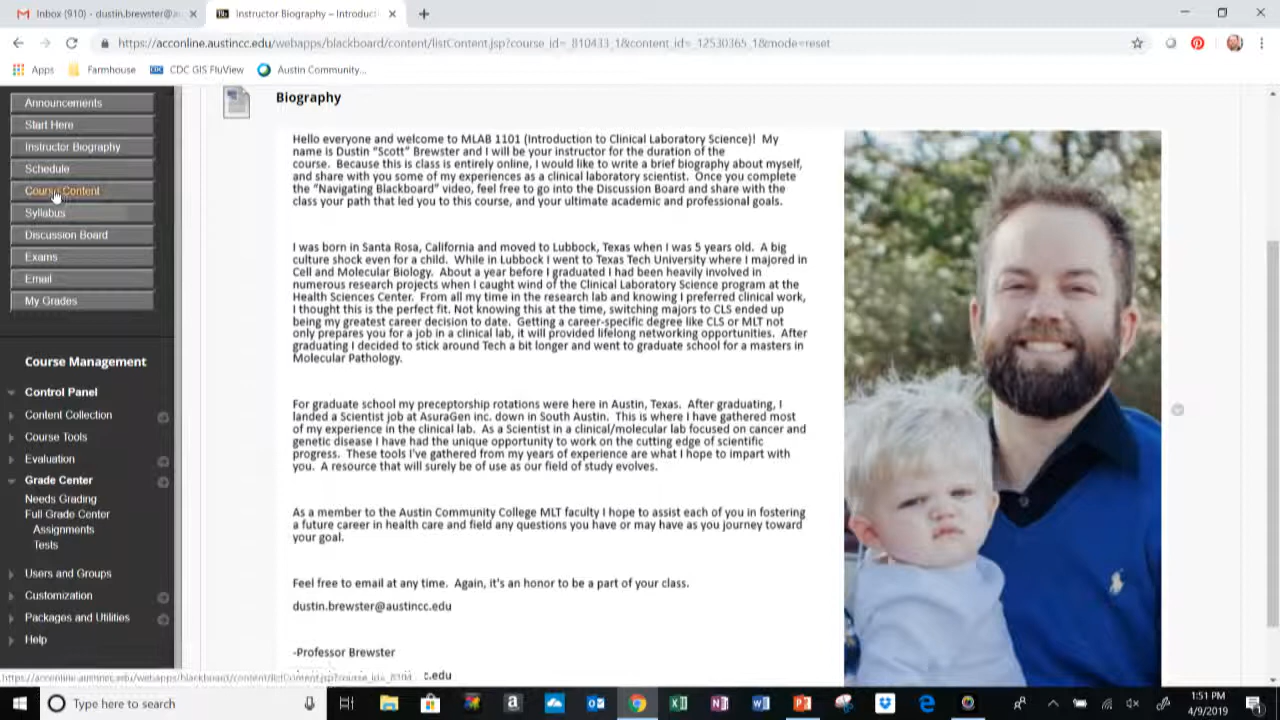 Inbox (910) - dustin.brewster@a
Instructor Biography – Introducti
https://acconline.austincc.edu/webapps/blackboard/content/listContent.jsp?course_id=_810433_1&content_id=_12530365_1&mode=reset
Apps
Farmhouse
CDC GIS FluView
Austin Community...
Announcements
Start Here
Instructor Biography
Schedule
Course Content
Syllabus
Discussion Board
Exams
Email
My Grades
Course Management
Control Panel
Content Collection
Course Tools
Evaluation
Grade Center
Needs Grading
Full Grade Center
Assignments
Tests
Users and Groups
Customization
Packages and Utilities
Help
Biography
Hello everyone and welcome to MLAB 1101 (Introduction to Clinical Laboratory Science)! My
name is Dustin "Scott" Brewster and I will be your instructor for the duration of the
course. Because this is class is entirely online, I would like to write a brief biography about myself,
and share with you some of my experiences as a clinical laboratory scientist. Once you complete
the "Navigating Blackboard" video, feel free to go into the Discussion Board and share with the
class your path that led you to this course, and your ultimate academic and professional goals.
I was born in Santa Rosa, California and moved to Lubbock, Texas when I was 5 years old. A big
culture shock even for a child. While in Lubbock I went to Texas Tech University where I majored in
Cell and Molecular Biology. About a year before I graduated I had been heavily involved in
numerous research projects when I caught wind of the Clinical Laboratory Science program at the
Health Sciences Center. From all my time in the research lab and knowing I preferred clinical work,
I thought this is the perfect fit. Not knowing this at the time, switching majors to CLS ended up
being my greatest career decision to date. Getting a career-specific degree like CLS or MLT not
only prepares you for a job in a clinical lab, it will provided lifelong networking opportunities. After
graduating I decided to stick around Tech a bit longer and went to graduate school for a masters in
Molecular Pathology.
For graduate school my preceptorship rotations were here in Austin, Texas. After graduating, I
landed a Scientist job at AsuraGen inc. down in South Austin. This is where I have gathered most
of my experience in the clinical lab. As a Scientist in a clinical/molecular lab focused on cancer and
genetic disease I have had the unique opportunity to work on the cutting edge of scientific
progress. These tools I've gathered from my years of experience are what I hope to impart with
you. A resource that will surely be of use as our field of study evolves.
As a member to the Austin Community College MLT faculty I hope to assist each of you in fostering
a future career in health care and field any questions you have or may have as you journey toward
your goal.
Feel free to email at any time. Again, it's an honor to be a part of your class.
dustin.brewster@austincc.edu
-Professor Brewster
c.edu
Type here to search
1:51 PM
4/9/2019